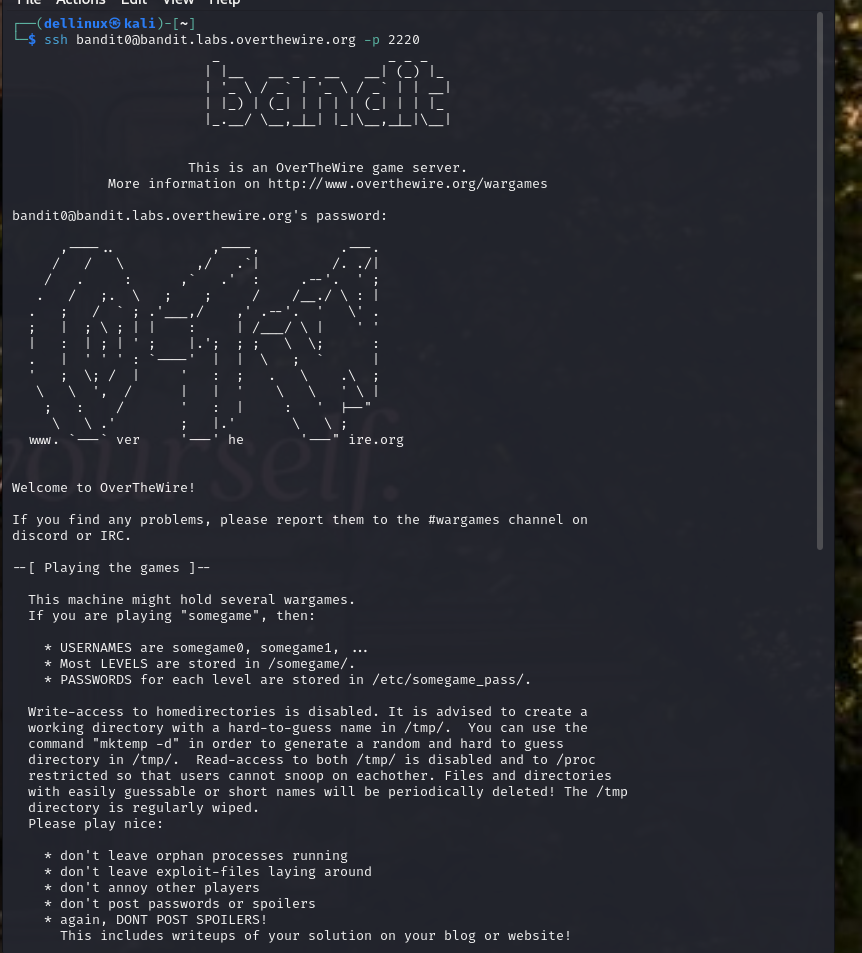 File Actions Edit View Help
┌──(dellinux㉿kali)-[~]
└─$ ssh bandit0@bandit.labs.overthewire.org -p 2220
bandit
This is an OverTheWire game server.
More information on http://www.overthewire.org/wargames
bandit0@bandit.labs.overthewire.org's password:
www. ver he ire.org
Welcome to OverTheWire!
If you find any problems, please report them to the #wargames channel on
discord or IRC.
--[ Playing the games ]--
This machine might hold several wargames.
If you are playing "somegame", then:
* USERNAMES are somegame0, somegame1, ...
* Most LEVELS are stored in /somegame/.
* PASSWORDS for each level are stored in /etc/somegame_pass/.
Write-access to homedirectories is disabled. It is advised to create a
working directory with a hard-to-guess name in /tmp/.  You can use the
command "mktemp -d" in order to generate a random and hard to guess
directory in /tmp/.  Read-access to both /tmp/ is disabled and to /proc
restricted so that users cannot snoop on eachother. Files and directories
with easily guessable or short names will be periodically deleted! The /tmp
directory is regularly wiped.
Please play nice:
* don't leave orphan processes running
* don't leave exploit-files laying around
* don't annoy other players
* don't post passwords or spoilers
* again, DONT POST SPOILERS!
This includes writeups of your solution on your blog or website!
yourself.